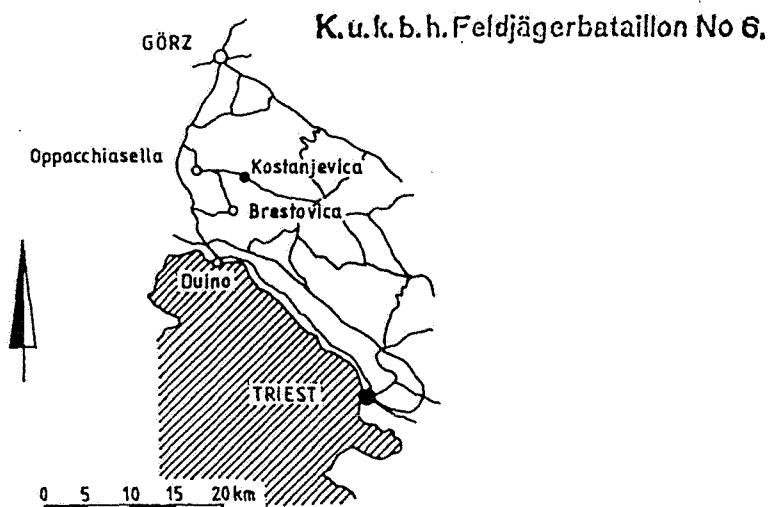 K.u.k.b.h.Feldjägerbataillon No 6.
GÖRZ
Oppacchiasella
Kostanjevica
Brestovica
Duino
TRIEST
0 5 10 15 20 km